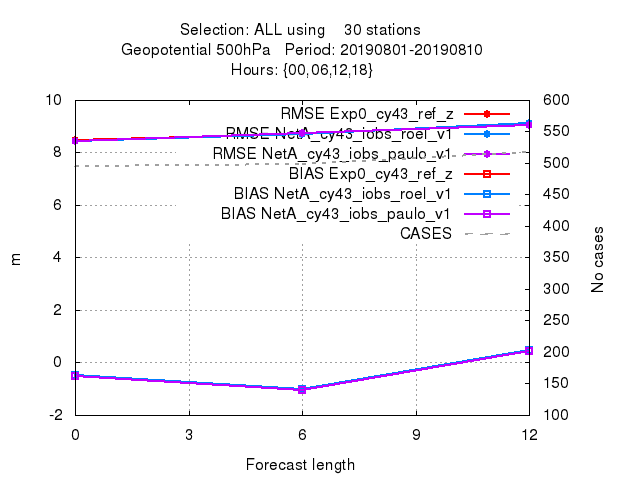 Selection: ALL using 30 stations
Geopotential 500hPa Period: 20190801-20190810
Hours: {00,06,12,18}
RMSE Exp0_cy43_ref_z
RMSE NetA_cy43_iobs_roel_v1
RMSE NetA_cy43_iobs_paulo_v1
BIAS Exp0_cy43_ref_z
BIAS NetA_cy43_iobs_roel_v1
BIAS NetA_cy43_iobs_paulo_v1
CASES
10
8
6
4
2
0
-2
m
600
550
500
450
400
350
300
250
200
150
100
No cases
0 3 6 9 12
Forecast length